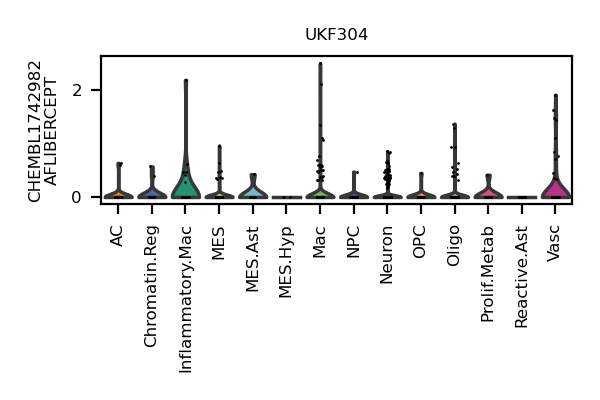 UKF304
CHEMBL1742982
AFLIBERCEPT
2
0
AC
Chromatin.Reg
Inflammatory.Mac
MES
MES.Ast
MES.Hyp
Mac
NPC
Neuron
OPC
Oligo
Prolif.Metab
Reactive.Ast
Vasc